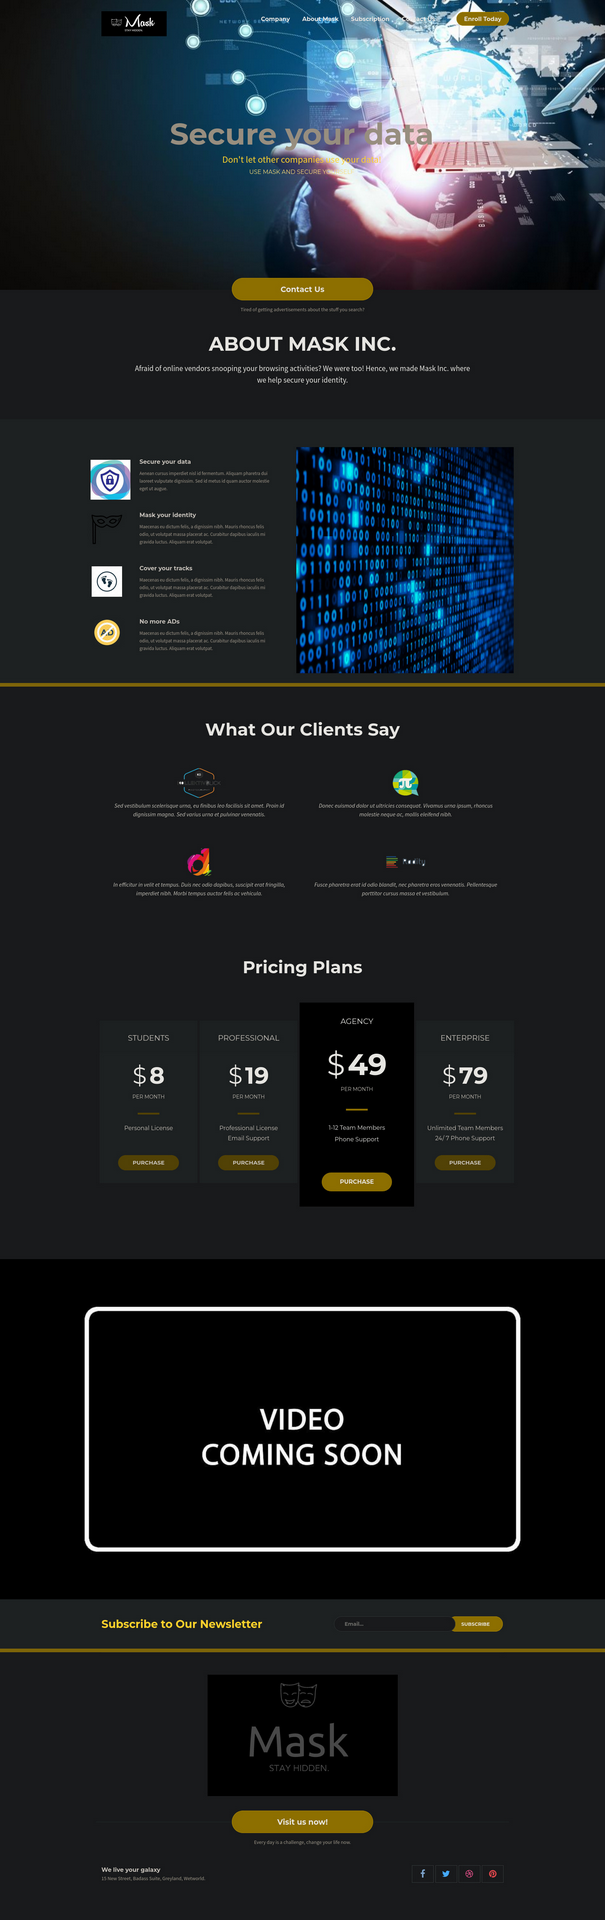 Mask
STAY HIDDEN
Company About Mask Subscription Contact Us Enroll Today
Secure your data
Don't let other companies your data
USE MASK AND SECURE
Contact Us
Tired of getting advertisements about the stuff you search?
ABOUT MASK INC.
Afraid of online vendors snooping your browsing activities? We were too! Hence, we made Mask Inc. where
we help secure your identity.
Secure your data
Aenean cursus imperdiet nisl id fermentum. Aliquam pharetra dui
laoreet vulputate dignissim. Sed id metus id quam auctor molestie
eget ut augue.
Mask your Identity
Maecenas eu dictum felis, a dignissim nibh. Mauris rhoncus felis
odio, ut volutpat massa placerat ac. Curabitur dapibus iaculis mi
gravida luctus. Aliquam erat volutpat.
Cover your tracks
Maecenas eu dictum felis, a dignissim nibh. Mauris rhoncus felis
odio, ut volutpat massa placerat ac. Curabitur dapibus iaculis mi
gravida luctus. Aliquam erat volutpat.
No more ADs
Maecenas eu dictum felis, a dignissim nibh. Mauris rhoncus felis
odio, ut volutpat massa placerat ac. Curabitur dapibus iaculis mi
gravida luctus. Aliquam erat volutpat.
What Our Clients Say
Sed vestibulum scelerisque urna, eu finibus leo facilisis sit amet. Proin id
dignissim magna. Sed varius urna et pulvinar venenatis.
Donec euismod dolor ut ultricies consequat. Vivamus urna ipsum, rhoncus
molestie neque ac, mollis eleifend nibh.
In efficitur in velit et tempus. Duis nec odio dapibus, suscipit erat fringilla,
imperdiet nibh. Morbi tempus auctor felis ac vehicula.
Fusce pharetra erat id odio blandit, nec pharetra eros venenatis. Pellentesque
porttitor cursus massa et vestibulum.
Pricing Plans
STUDENTS
$8
PER MONTH
Personal License
PURCHASE
PROFESSIONAL
$19
PER MONTH
Professional License
Email Support
PURCHASE
AGENCY
$49
PER MONTH
1-12 Team Members
Phone Support
PURCHASE
ENTERPRISE
$79
PER MONTH
Unlimited Team Members
24/7 Phone Support
PURCHASE
VIDEO
COMING SOON
Subscribe to Our Newsletter
Email...
SUBSCRIBE
Mask
STAY HIDDEN.
Visit us now!
Every day is a challenge, change your life now.
We live your galaxy
15 New Street, Badass Suite, Greyland, Wetworld.